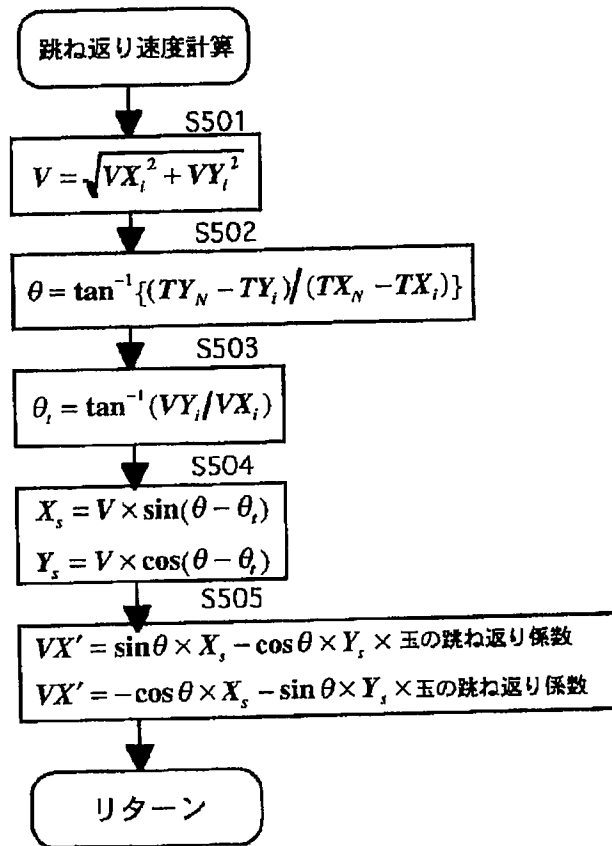 跳ね返り速度計算
S501
V = √VX_i² + VY_i²
S502
θ = tan⁻¹{(TY_N − TY_i)/(TX_N − TX_i)}
S503
θ_t = tan⁻¹(VY_i/VX_i)
S504
X_s = V × sin(θ − θ_t)
Y_s = V × cos(θ − θ_t)
S505
VX′ = sinθ × X_s − cosθ × Y_s × 玉の跳ね返り係数
VX′ = −cosθ × X_s − sinθ × Y_s × 玉の跳ね返り係数
リターン